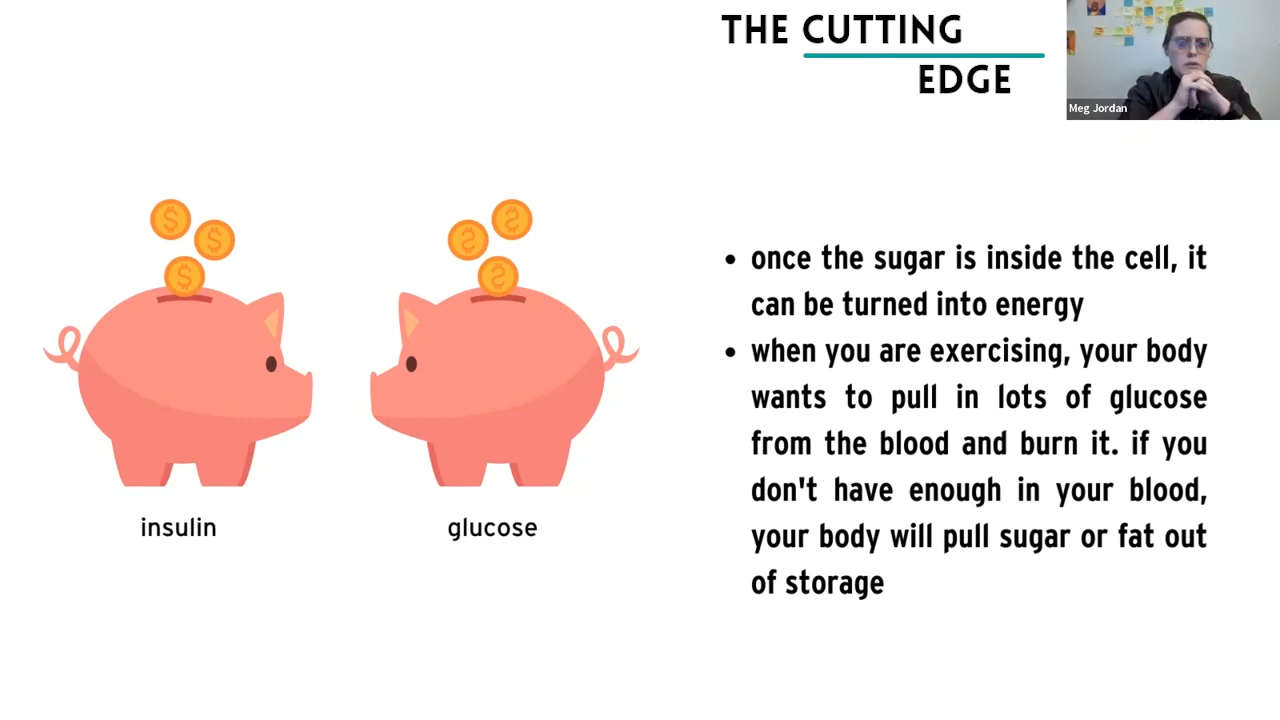 THE CUTTING
EDGE
Meg Jordan
once the sugar is inside the cell, it
can be turned into energy
when you are exercising, your body
wants to pull in lots of glucose
from the blood and burn it. if you
don't have enough in your blood,
your body will pull sugar or fat out
of storage
insulin
glucose